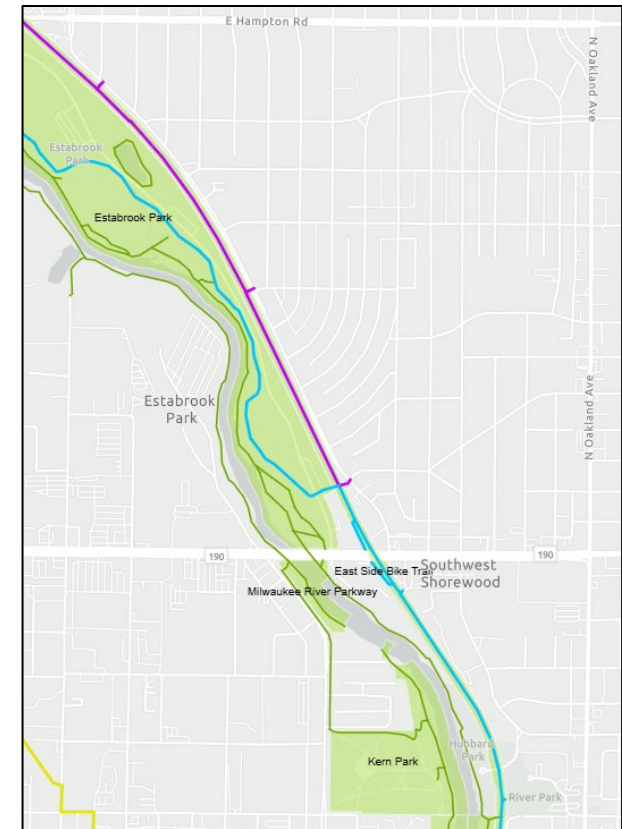 E Hampton Rd
N Oakland Ave
Estabrook
Park
Estabrook Park
Estabrook
Park
N Oakland Ave
190
190
East Side Bike Trail
Southwest
Shorewood
Milwaukee River Parkway
Hubbard
Park
Kern Park
River Park